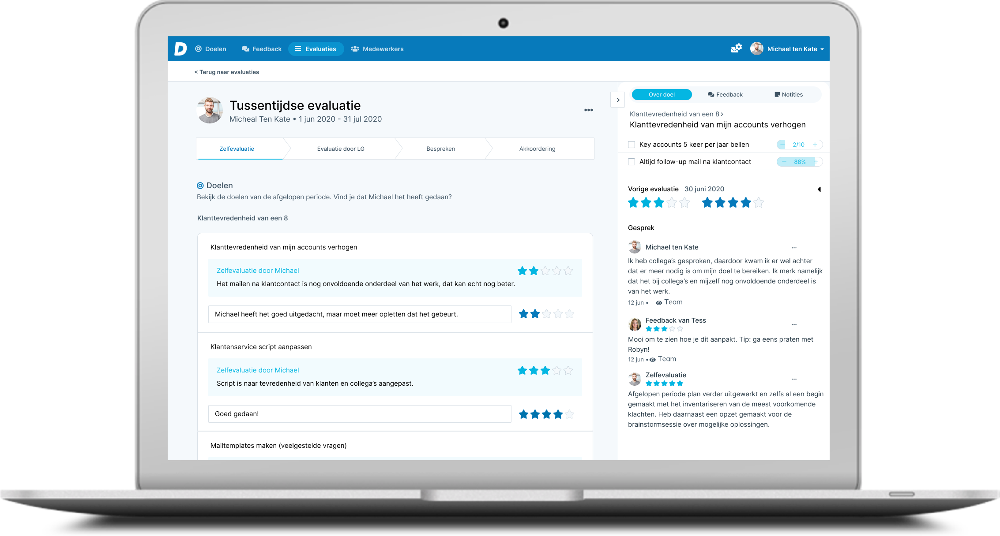 D Doelen Feedback Evaluaties Medewerkers Michael ten Kate
< Terug naar evaluaties
Tussentijdse evaluatie
Micheal Ten Kate • 1 jun 2020 - 31 jul 2020
Zelfevaluatie Evaluatie door LG Bespreken Akkoordering
Doelen
Bekijk de doelen van de afgelopen periode. Vind je dat Michael het heeft gedaan?
Klanttevredenheid van een 8
Klanttevredenheid van mijn accounts verhogen
Zelfevaluatie door Michael
Het mailen na klantcontact is nog onvoldoende onderdeel van het werk, dat kan echt nog beter.
Michael heeft het goed uitgedacht, maar moet meer opletten dat het gebeurt.
Klantenservice script aanpassen
Zelfevaluatie door Michael
Script is naar tevredenheid van klanten en collega’s aangepast.
Goed gedaan!
Mailtemplates maken (veelgestelde vragen)
Over doel Feedback Notities
Klanttevredenheid van een 8 >
Klanttevredenheid van mijn accounts verhogen
Key accounts 5 keer per jaar bellen − 2/10 +
Altijd follow-up mail na klantcontact − 88% +
Vorige evaluatie 30 juni 2020
Gesprek
Michael ten Kate ...
Ik heb collega’s gesproken, daardoor kwam ik er wel achter
dat er meer nodig is om mijn doel te bereiken. Ik merk namelijk
dat het bij collega’s en mijzelf nog onvoldoende onderdeel is
van het werk.
12 jun • Team
Feedback van Tess ...
Mooi om te zien hoe je dit aanpakt. Tip: ga eens praten met
Robyn!
12 jun • Team
Zelfevaluatie ...
Afgelopen periode plan verder uitgewerkt en zelfs al een begin
gemaakt met het inventariseren van de meest voorkomende
klachten. Heb daarnaast een opzet gemaakt voor de
brainstormsessie over mogelijke oplossingen.